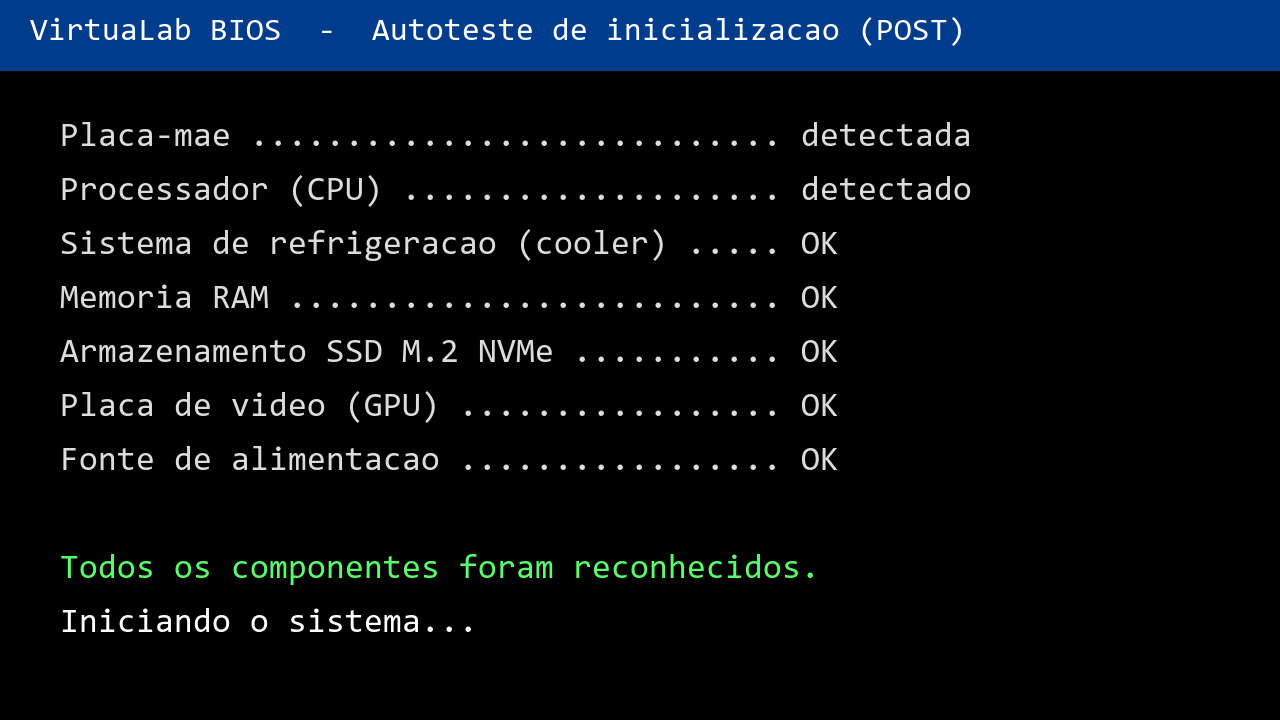 VirtuaLab BIOS  -  Autoteste de inicializacao (POST)
Placa-mae ............................ detectada
Processador (CPU) .................... detectado
Sistema de refrigeracao (cooler) ..... OK
Memoria RAM .......................... OK
Armazenamento SSD M.2 NVMe ........... OK
Placa de video (GPU) ................. OK
Fonte de alimentacao ................. OK
Todos os componentes foram reconhecidos.
Iniciando o sistema...